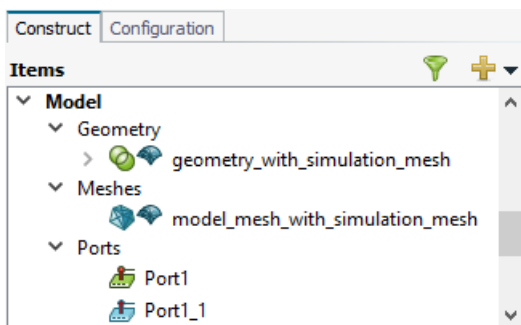 Construct Configuration
Items
Model
Geometry
geometry_with_simulation_mesh
Meshes
model_mesh_with_simulation_mesh
Ports
Port1
Port1_1